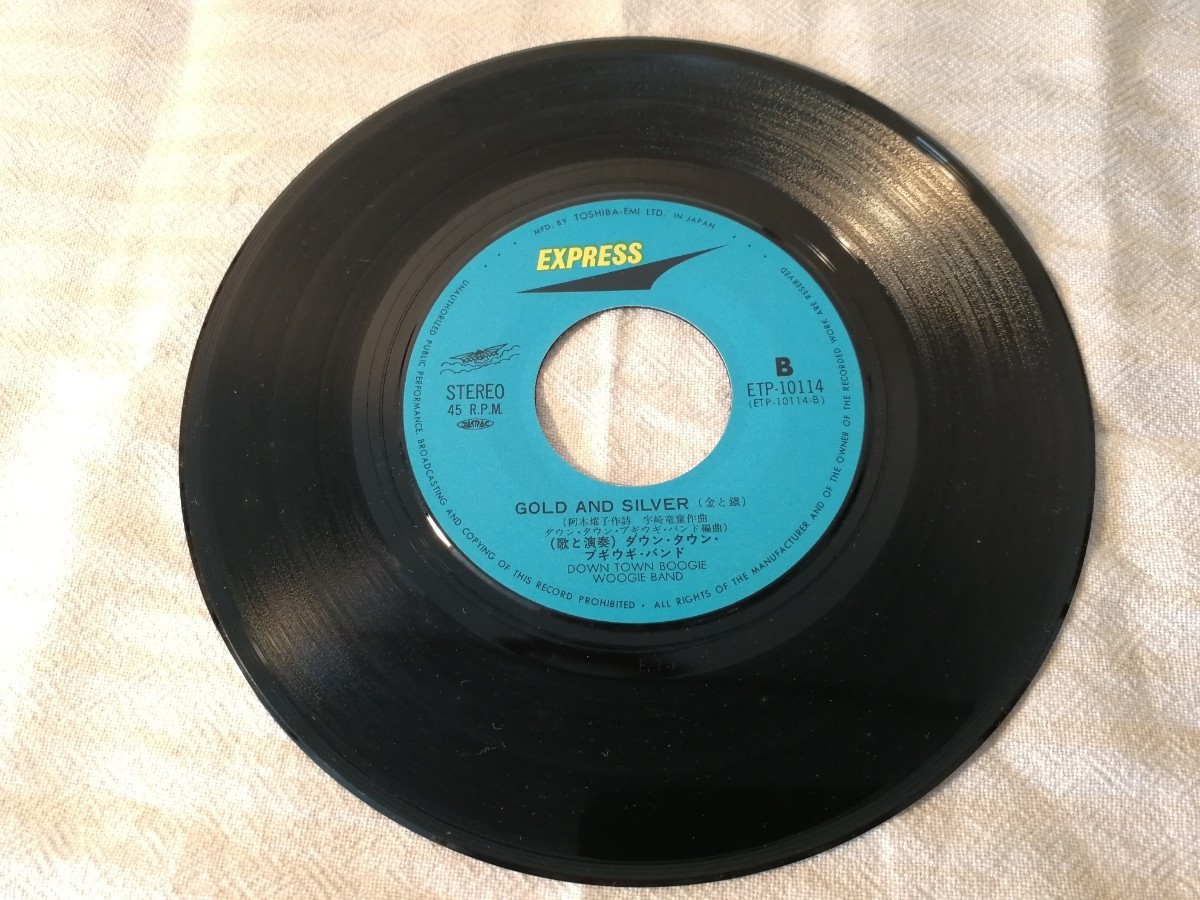 MFD. BY TOSHIBA-EMI LTD. IN JAPAN
EXPRESS
STEREO
45 R.P.M.
B
ETP-10114
(ETP-10114-B)
GOLD AND SILVER (金と銀)
(阿木燿子作詩 宇崎竜童作曲
ダウン・タウン・ブギウギ・バンド編曲)
(歌と演奏) ダウン・タウン・
ブギウギ・バンド
DOWN TOWN BOOGIE
WOOGIE BAND
UNAUTHORIZED PUBLIC PERFORMANCE, BROADCASTING AND COPYING OF THIS RECORD PROHIBITED • ALL RIGHTS OF THE MANUFACTURER AND OF THE OWNER OF THE RECORDED WORK ARE RESERVED